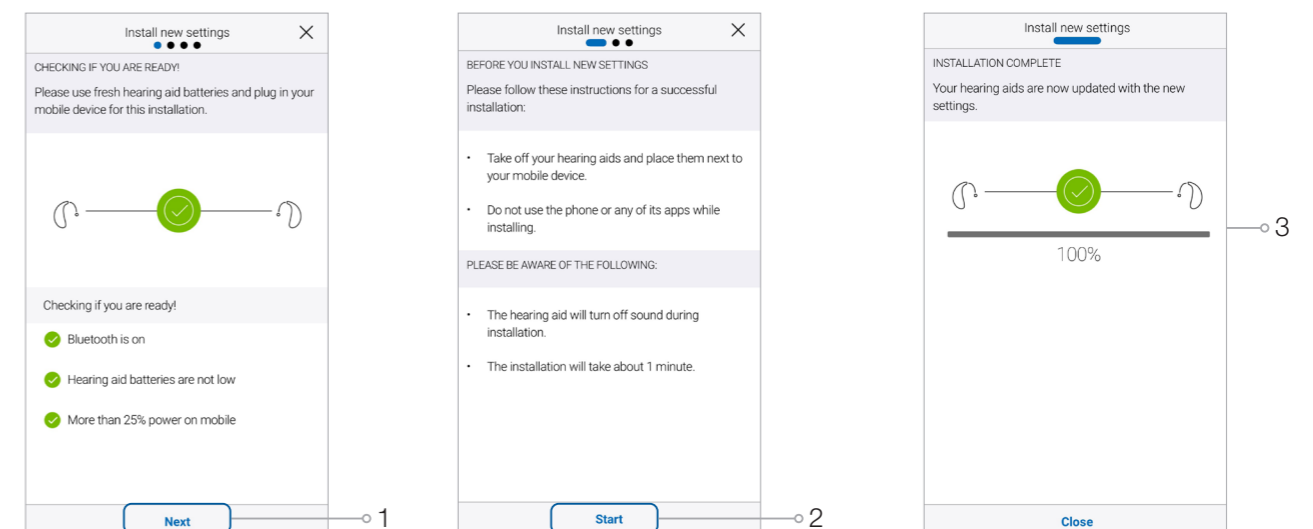 Install new settings
CHECKING IF YOU ARE READY!
Please use fresh hearing aid batteries and plug in your
mobile device for this installation.
Checking if you are ready!
Bluetooth is on
Hearing aid batteries are not low
More than 25% power on mobile
Next
1
Install new settings
BEFORE YOU INSTALL NEW SETTINGS
Please follow these instructions for a successful
installation:
• Take off your hearing aids and place them next to
your mobile device.
• Do not use the phone or any of its apps while
installing.
PLEASE BE AWARE OF THE FOLLOWING:
• The hearing aid will turn off sound during
installation.
• The installation will take about 1 minute.
Start
2
Install new settings
INSTALLATION COMPLETE
Your hearing aids are now updated with the new
settings.
100%
3
Close